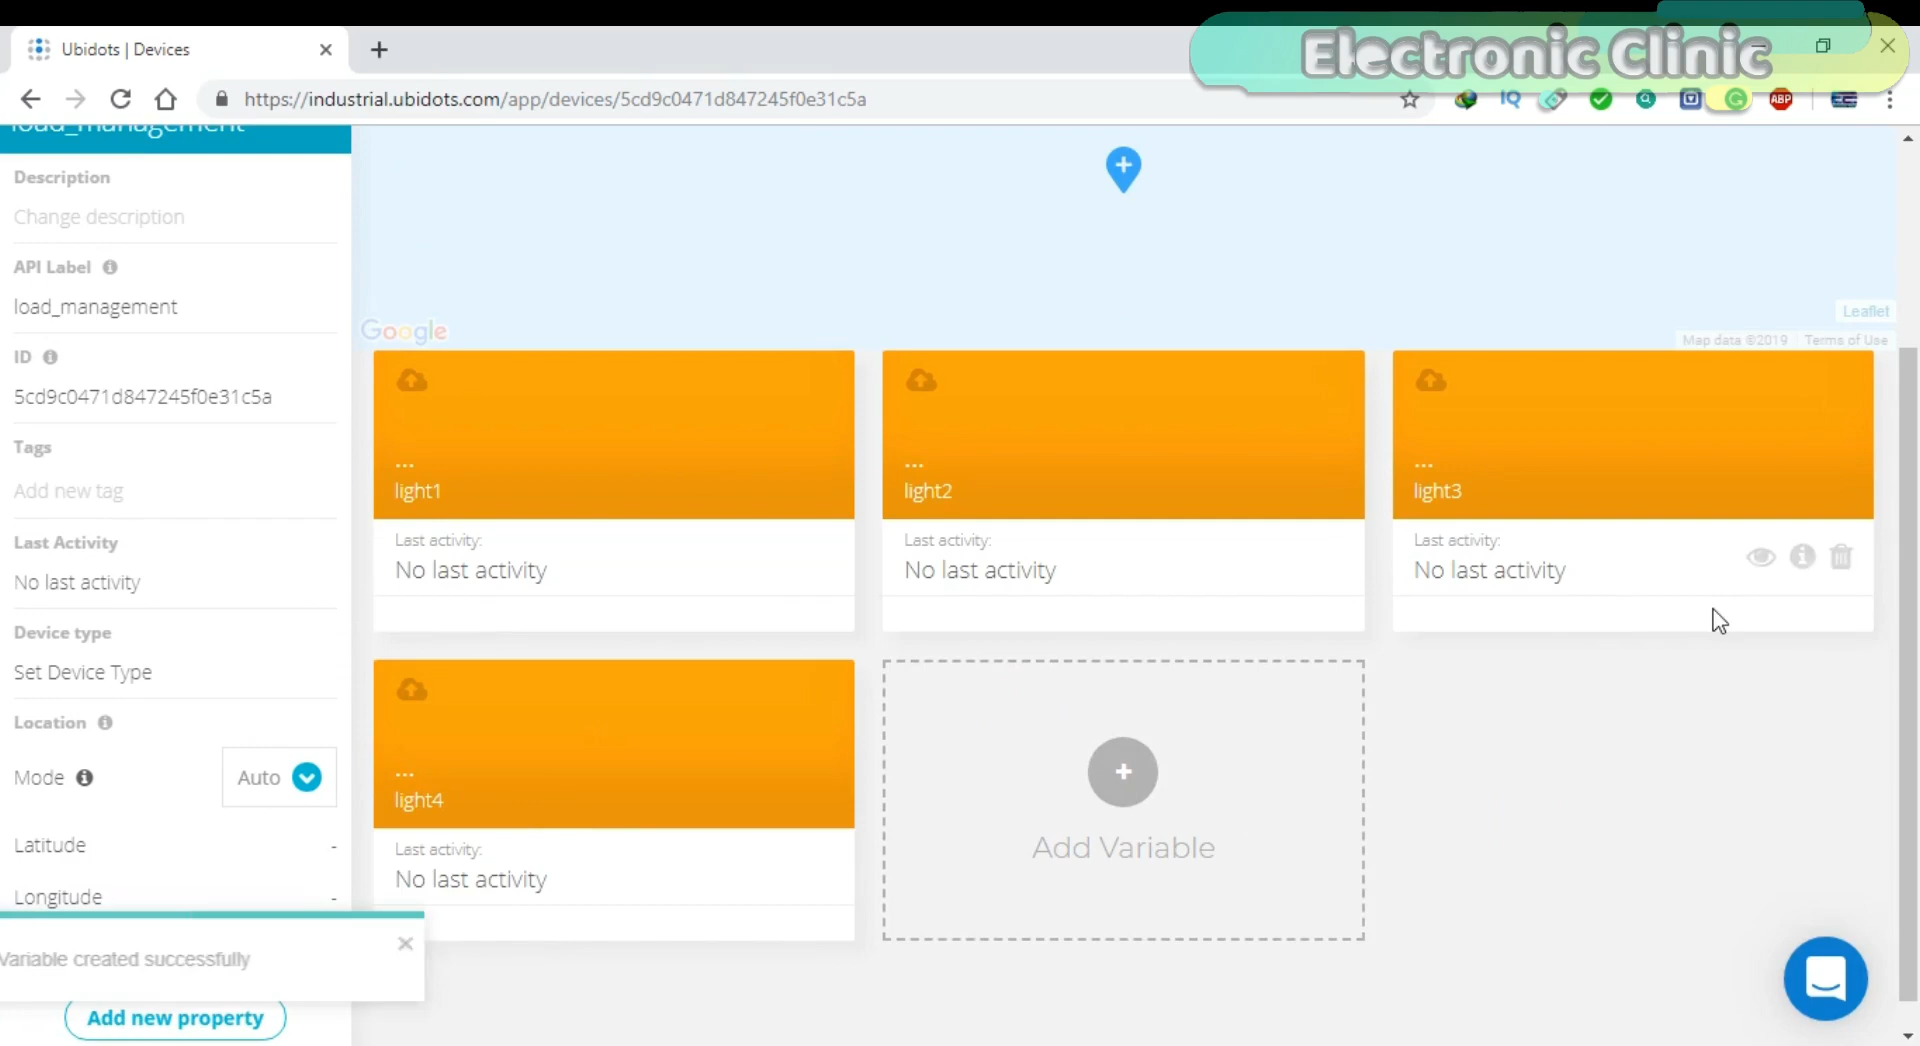 Electronic Clinic
Ubidots | Devices
https://industrial.ubidots.com/app/devices/5cd9c0471d847245f0e31c5a
IQ
ABP
load_management
Description
Change description
API Label
load_management
ID
5cd9c0471d847245f0e31c5a
Tags
Add new tag
Last Activity
No last activity
Device type
Set Device Type
Location
Mode
Auto
Latitude
-
Longitude
-
Variable created successfully
Add new property
Google
Leaflet
Map data ©2019
Terms of Use
...
light1
Last activity:
No last activity
...
light2
Last activity:
No last activity
...
light3
Last activity:
No last activity
...
light4
Last activity:
No last activity
Add Variable